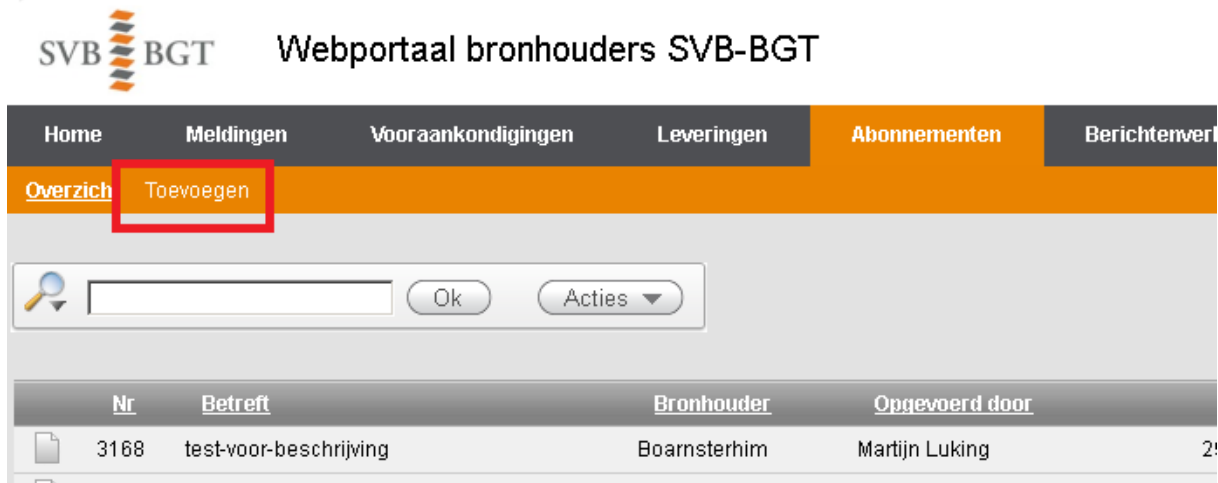 SVB BGT Webportaal bronhouders SVB-BGT
Home Meldingen Vooraankondigingen Leveringen Abonnementen
Overzich Toevoegen
Ok Acties
Nr Betreft Bronhouder Opgevoerd door
3168 test-voor-beschrijving Boarnsterhim Martijn Luking